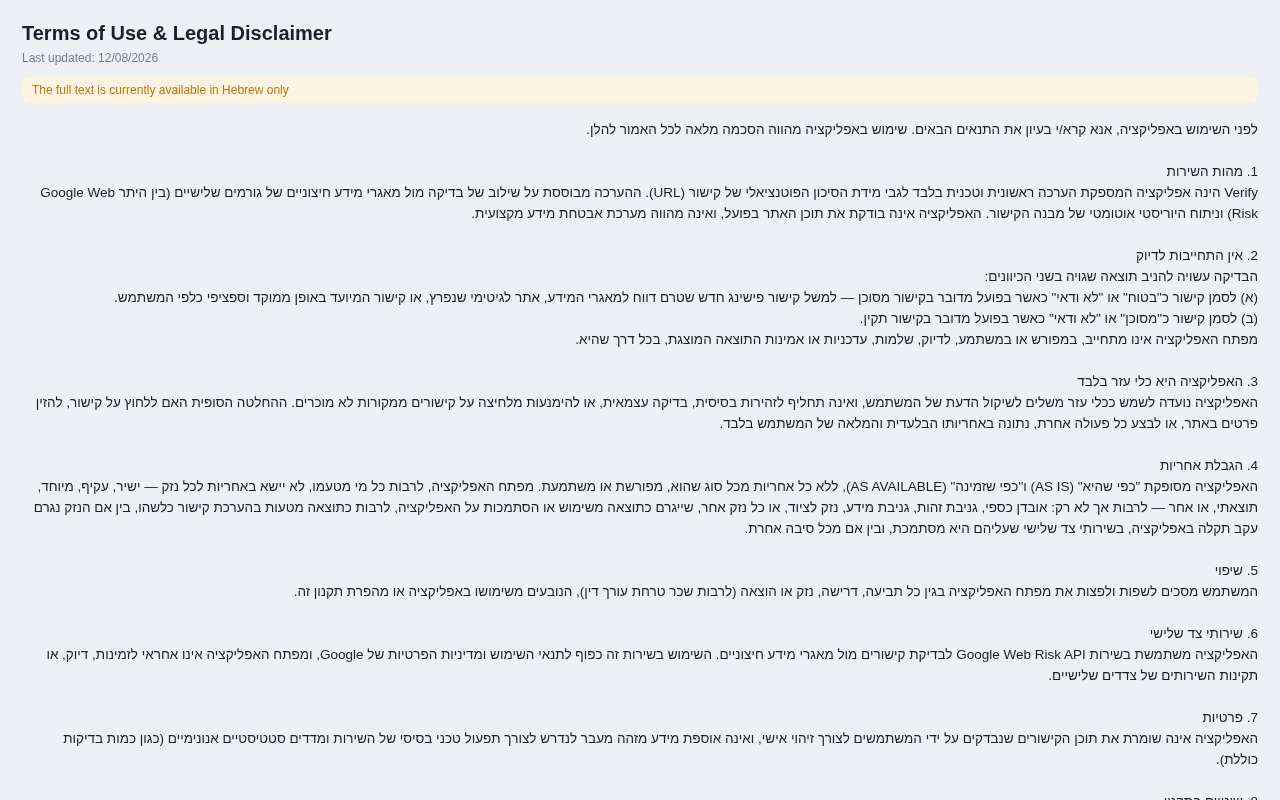 Terms of Use & Legal Disclaimer
Last updated: 12/08/2026
The full text is currently available in Hebrew only
לפני השימוש באפליקציה, אנא קרא/י בעיון את התנאים הבאים. שימוש באפליקציה מהווה הסכמה מלאה לכל האמור להלן.
1. מהות השירות
Verify הינה אפליקציה המספקת הערכה ראשונית וטכנית בלבד לגבי מידת הסיכון הפוטנציאלי של קישור (URL). ההערכה מבוססת על שילוב של בדיקה מול מאגרי מידע חיצוניים של גורמים שלישיים (בין היתר Google Web
Risk) וניתוח היוריסטי אוטומטי של מבנה הקישור. האפליקציה אינה בודקת את תוכן האתר בפועל, ואינה מהווה מערכת אבטחת מידע מקצועית.
2. אין התחייבות לדיוק
הבדיקה עשויה להניב תוצאה שגויה בשני הכיוונים:
(א) לסמן קישור כ"בטוח" או "לא ודאי" כאשר בפועל מדובר בקישור מסוכן — למשל קישור פישינג חדש שטרם דווח למאגרי המידע, אתר לגיטימי שנפרץ, או קישור המיועד באופן ממוקד וספציפי כלפי המשתמש.
(ב) לסמן קישור כ"מסוכן" או "לא ודאי" כאשר בפועל מדובר בקישור תקין.
מפתח האפליקציה אינו מתחייב, במפורש או במשתמע, לדיוק, שלמות, עדכניות או אמינות התוצאה המוצגת, בכל דרך שהיא.
3. האפליקציה היא כלי עזר בלבד
האפליקציה נועדה לשמש ככלי עזר משלים לשיקול הדעת של המשתמש, ואינה תחליף לזהירות בסיסית, בדיקה עצמאית, או להימנעות מלחיצה על קישורים ממקורות לא מוכרים. ההחלטה הסופית האם ללחוץ על קישור, להזין
פרטים באתר, או לבצע כל פעולה אחרת, נתונה באחריותו הבלעדית והמלאה של המשתמש בלבד.
4. הגבלת אחריות
האפליקציה מסופקת "כפי שהיא" (AS IS) ו"כפי שזמינה" (AS AVAILABLE), ללא כל אחריות מכל סוג שהוא, מפורשת או משתמעת. מפתח האפליקציה, לרבות כל מי מטעמו, לא יישא באחריות לכל נזק — ישיר, עקיף, מיוחד,
תוצאתי, או אחר — לרבות אך לא רק: אובדן כספי, גניבת זהות, גניבת מידע, נזק לציוד, או כל נזק אחר, שייגרם כתוצאה משימוש או הסתמכות על האפליקציה, לרבות כתוצאה מטעות בהערכת קישור כלשהו, בין אם הנזק נגרם
עקב תקלה באפליקציה, בשירותי צד שלישי שעליהם היא מסתמכת, ובין אם מכל סיבה אחרת.
5. שיפוי
המשתמש מסכים לשפות ולפצות את מפתח האפליקציה בגין כל תביעה, דרישה, נזק או הוצאה (לרבות שכר טרחת עורך דין), הנובעים משימושו באפליקציה או מהפרת תקנון זה.
6. שירותי צד שלישי
האפליקציה משתמשת בשירות Google Web Risk API לבדיקת קישורים מול מאגרי מידע חיצוניים. השימוש בשירות זה כפוף לתנאי השימוש ומדיניות הפרטיות של Google, ומפתח האפליקציה אינו אחראי לזמינות, דיוק, או
תקינות השירותים של צדדים שלישיים.
7. פרטיות
האפליקציה אינה שומרת את תוכן הקישורים שנבדקים על ידי המשתמשים לצורך זיהוי אישי, ואינה אוספת מידע מזהה מעבר לנדרש לצורך תפעול טכני בסיסי של השירות ומדדים סטטיסטיים אנונימיים (כגון כמות בדיקות
כוללת).